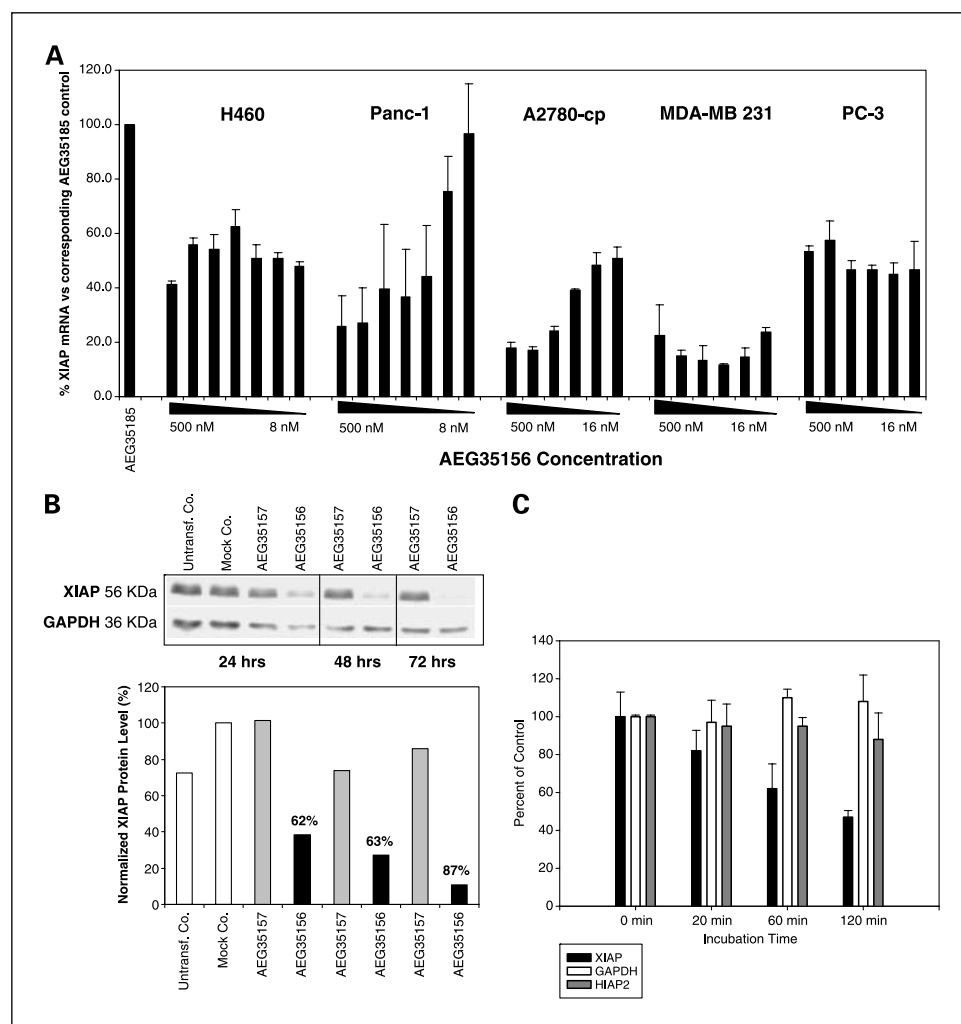 A
% XIAP mRNA vs corresponding AEG35185 control
120.0
100.0
80.0
60.0
40.0
20.0
0.0
H460
Panc-1
A2780-cp
MDA-MB 231
PC-3
AEG35185
500 nM
8 nM
500 nM
8 nM
500 nM
16 nM
500 nM
16 nM
500 nM
16 nM
AEG35156 Concentration
B
Untransf. Co.
Mock Co.
AEG35157
AEG35156
AEG35157
AEG35156
AEG35157
AEG35156
XIAP 56 KDa
GAPDH 36 KDa
24 hrs
48 hrs
72 hrs
Normalized XIAP Protein Level (%)
120
100
80
60
40
20
0
62%
63%
87%
Untransf. Co.
Mock Co.
AEG35157
AEG35156
AEG35157
AEG35156
AEG35157
AEG35156
C
Percent of Control
140
120
100
80
60
40
20
0
0 min
20 min
60 min
120 min
Incubation Time
XIAP
GAPDH
HIAP2